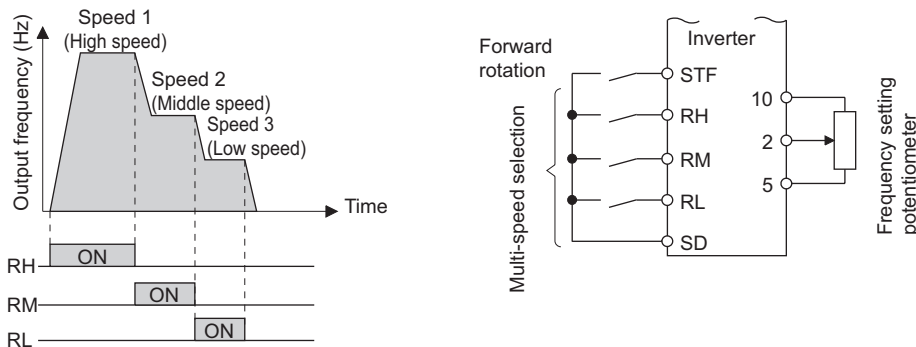 Output frequency (Hz)
Speed 1
(High speed)
Speed 2
(Middle speed)
Speed 3
(Low speed)
Time
RH
ON
RM
ON
RL
ON
Inverter
Forward
rotation
Multi-speed selection
STF
RH
RM
RL
SD
10
2
5
Frequency setting
potentiometer